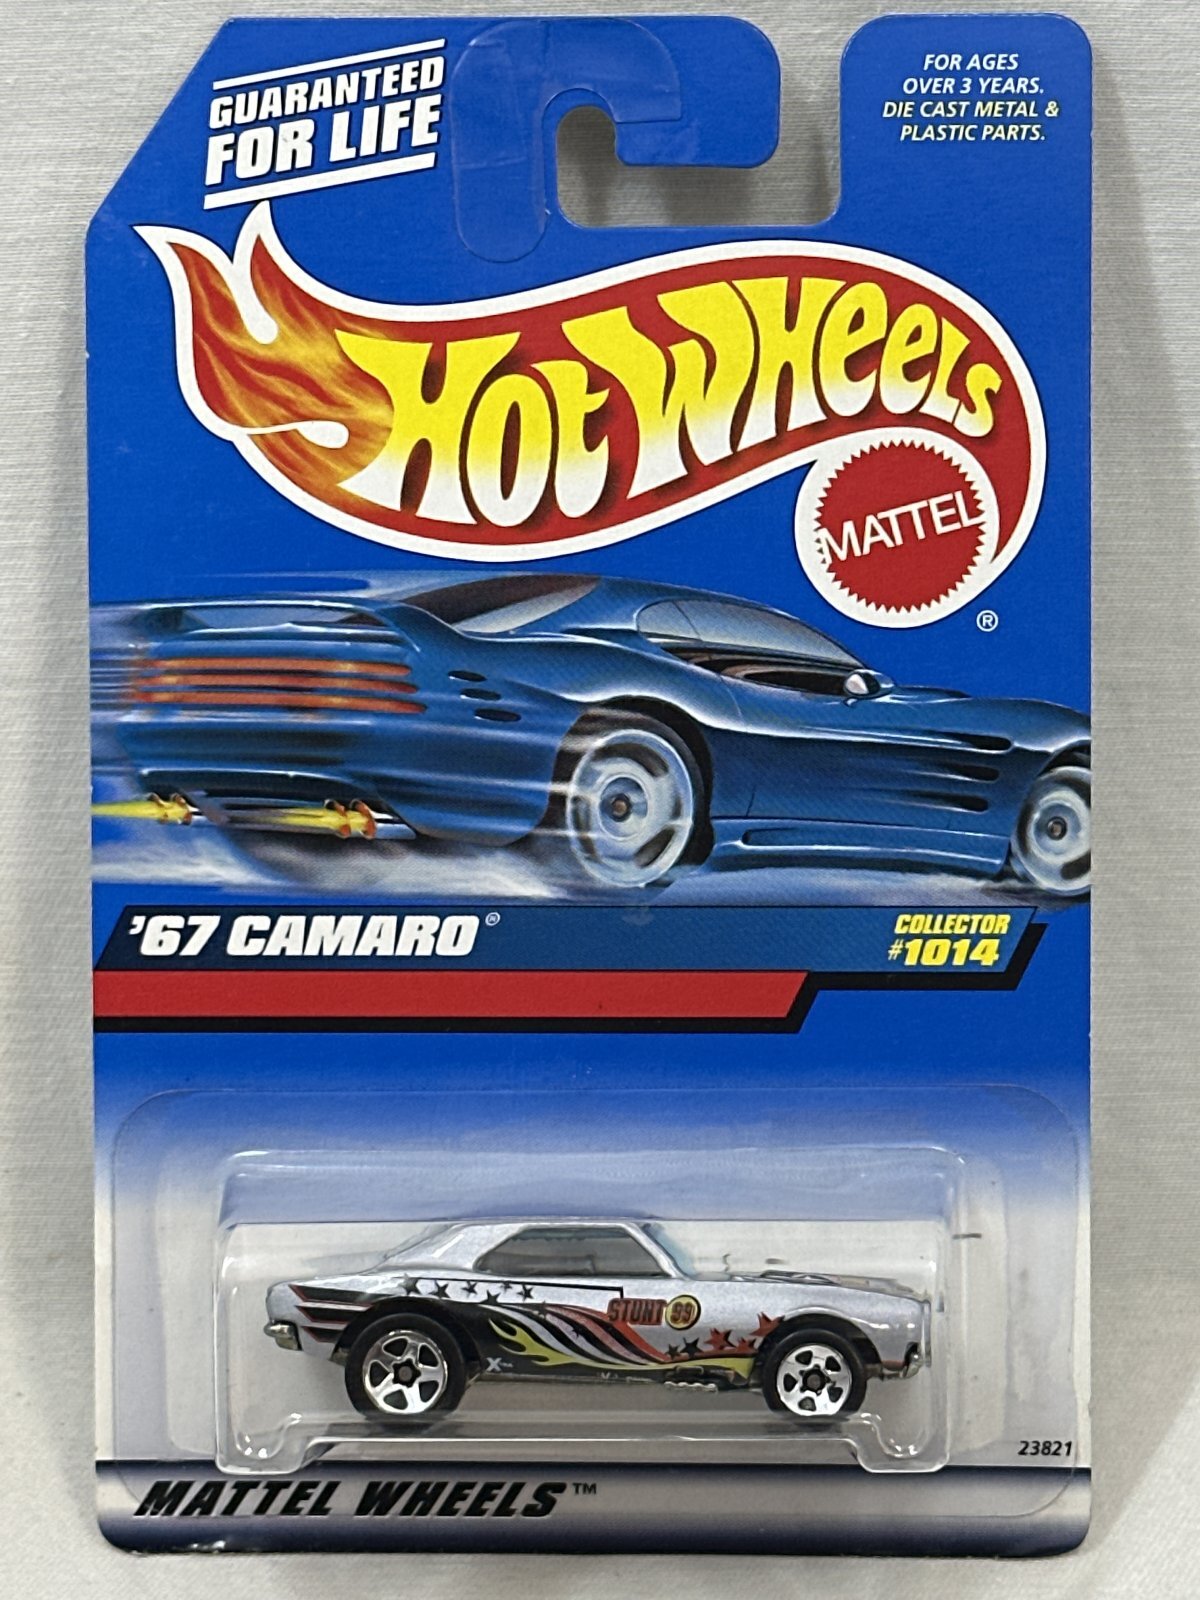 GUARANTEED
FOR LIFE
FOR AGES
OVER 3 YEARS.
DIE CAST METAL &
PLASTIC PARTS.
HOT WHEELS
MATTEL
®
'67 CAMARO®
COLLECTOR
#1014
STUNT 99
23821
MATTEL WHEELS™